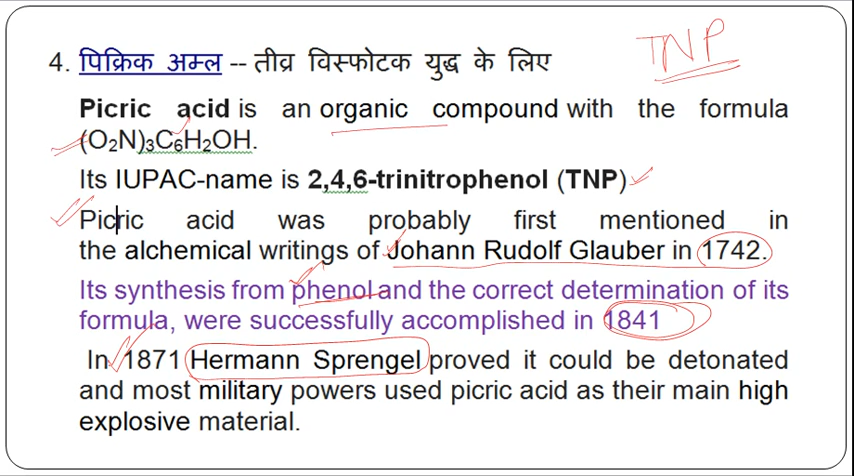 TNP
4. पिक्रिक अम्ल -- तीव्र विस्फोटक युद्ध के लिए
Picric acid is an organic compound with the formula
(O₂N)₃C₆H₂OH.
Its IUPAC-name is 2,4,6-trinitrophenol (TNP)
Picric acid was probably first mentioned in
the alchemical writings of Johann Rudolf Glauber in 1742.
Its synthesis from phenol and the correct determination of its
formula, were successfully accomplished in 1841
In 1871 Hermann Sprengel proved it could be detonated
and most military powers used picric acid as their main high
explosive material.